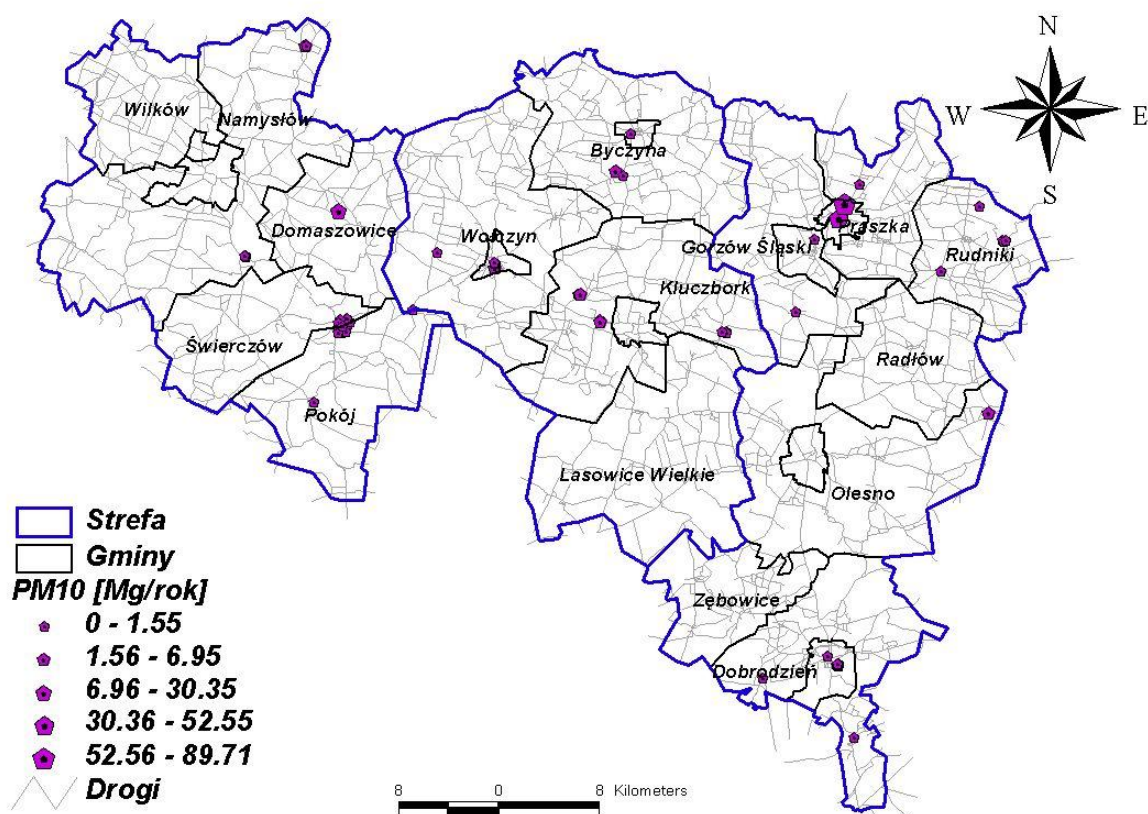 N
W
E
S
Wilków
Namysłów
Byczyna
Domaszowice
Wołczyn
Gorzów Śląski
Praszka
Rudniki
Kluczbork
Świerczów
Radłów
Pokój
Lasowice Wielkie
Olesno
Zębowice
Dobrodzień
Strefa
Gminy
PM10 [Mg/rok]
0 - 1.55
1.56 - 6.95
6.96 - 30.35
30.36 - 52.55
52.56 - 89.71
Drogi
8 0 8 Kilometers